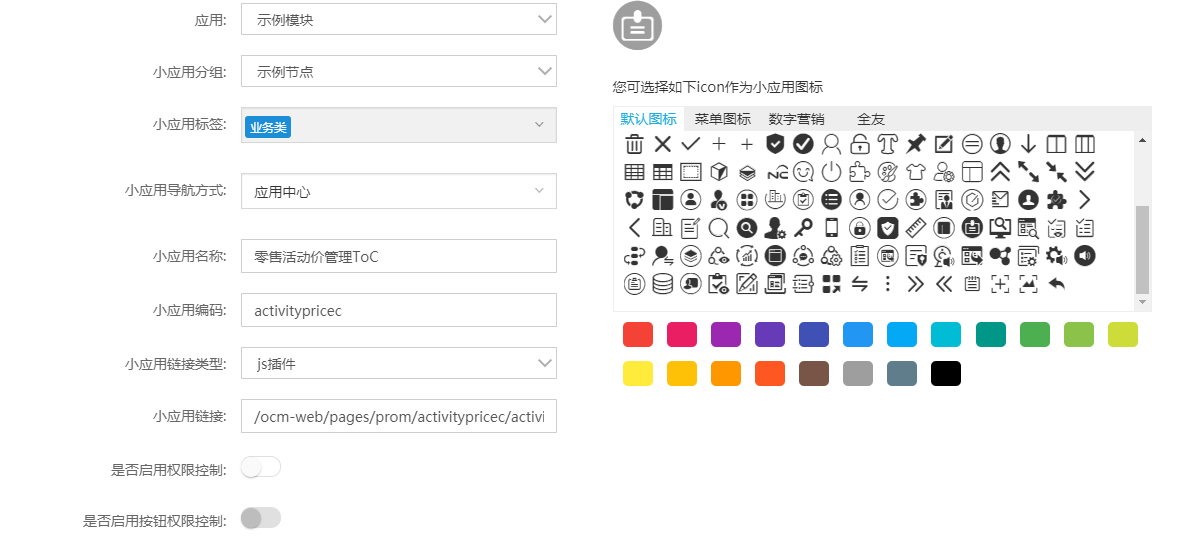 应用:
示例模块
小应用分组:
示例节点
小应用标签:
业务类
小应用导航方式:
应用中心
小应用名称:
零售活动价管理ToC
小应用编码:
activitypricec
小应用链接类型:
js插件
小应用链接:
/ocm-web/pages/prom/activitypricec/activi
是否启用权限控制:
是否启用按钮权限控制:
您可选择如下icon作为小应用图标
默认图标 菜单图标 数字营销 全友